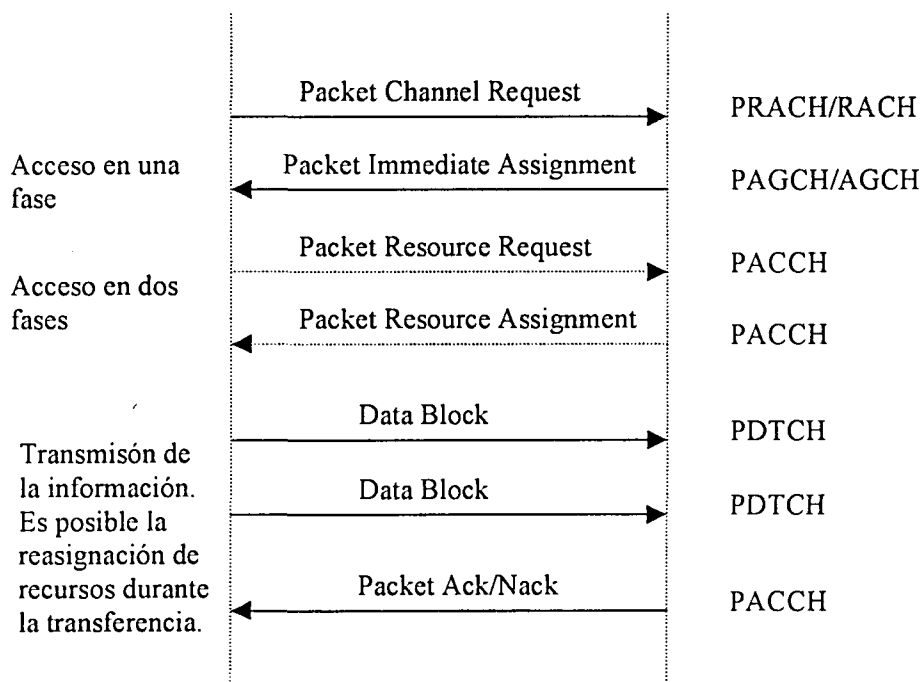 Packet Channel Request
PRACH/RACH
Acceso en una
fase
Packet Immediate Assignment
PAGCH/AGCH
Packet Resource Request
PACCH
Acceso en dos
fases
Packet Resource Assignment
PACCH
Data Block
PDTCH
Transmisón de
la información.
Es posible la
reasignación de
recursos durante
la transferencia.
Data Block
PDTCH
Packet Ack/Nack
PACCH